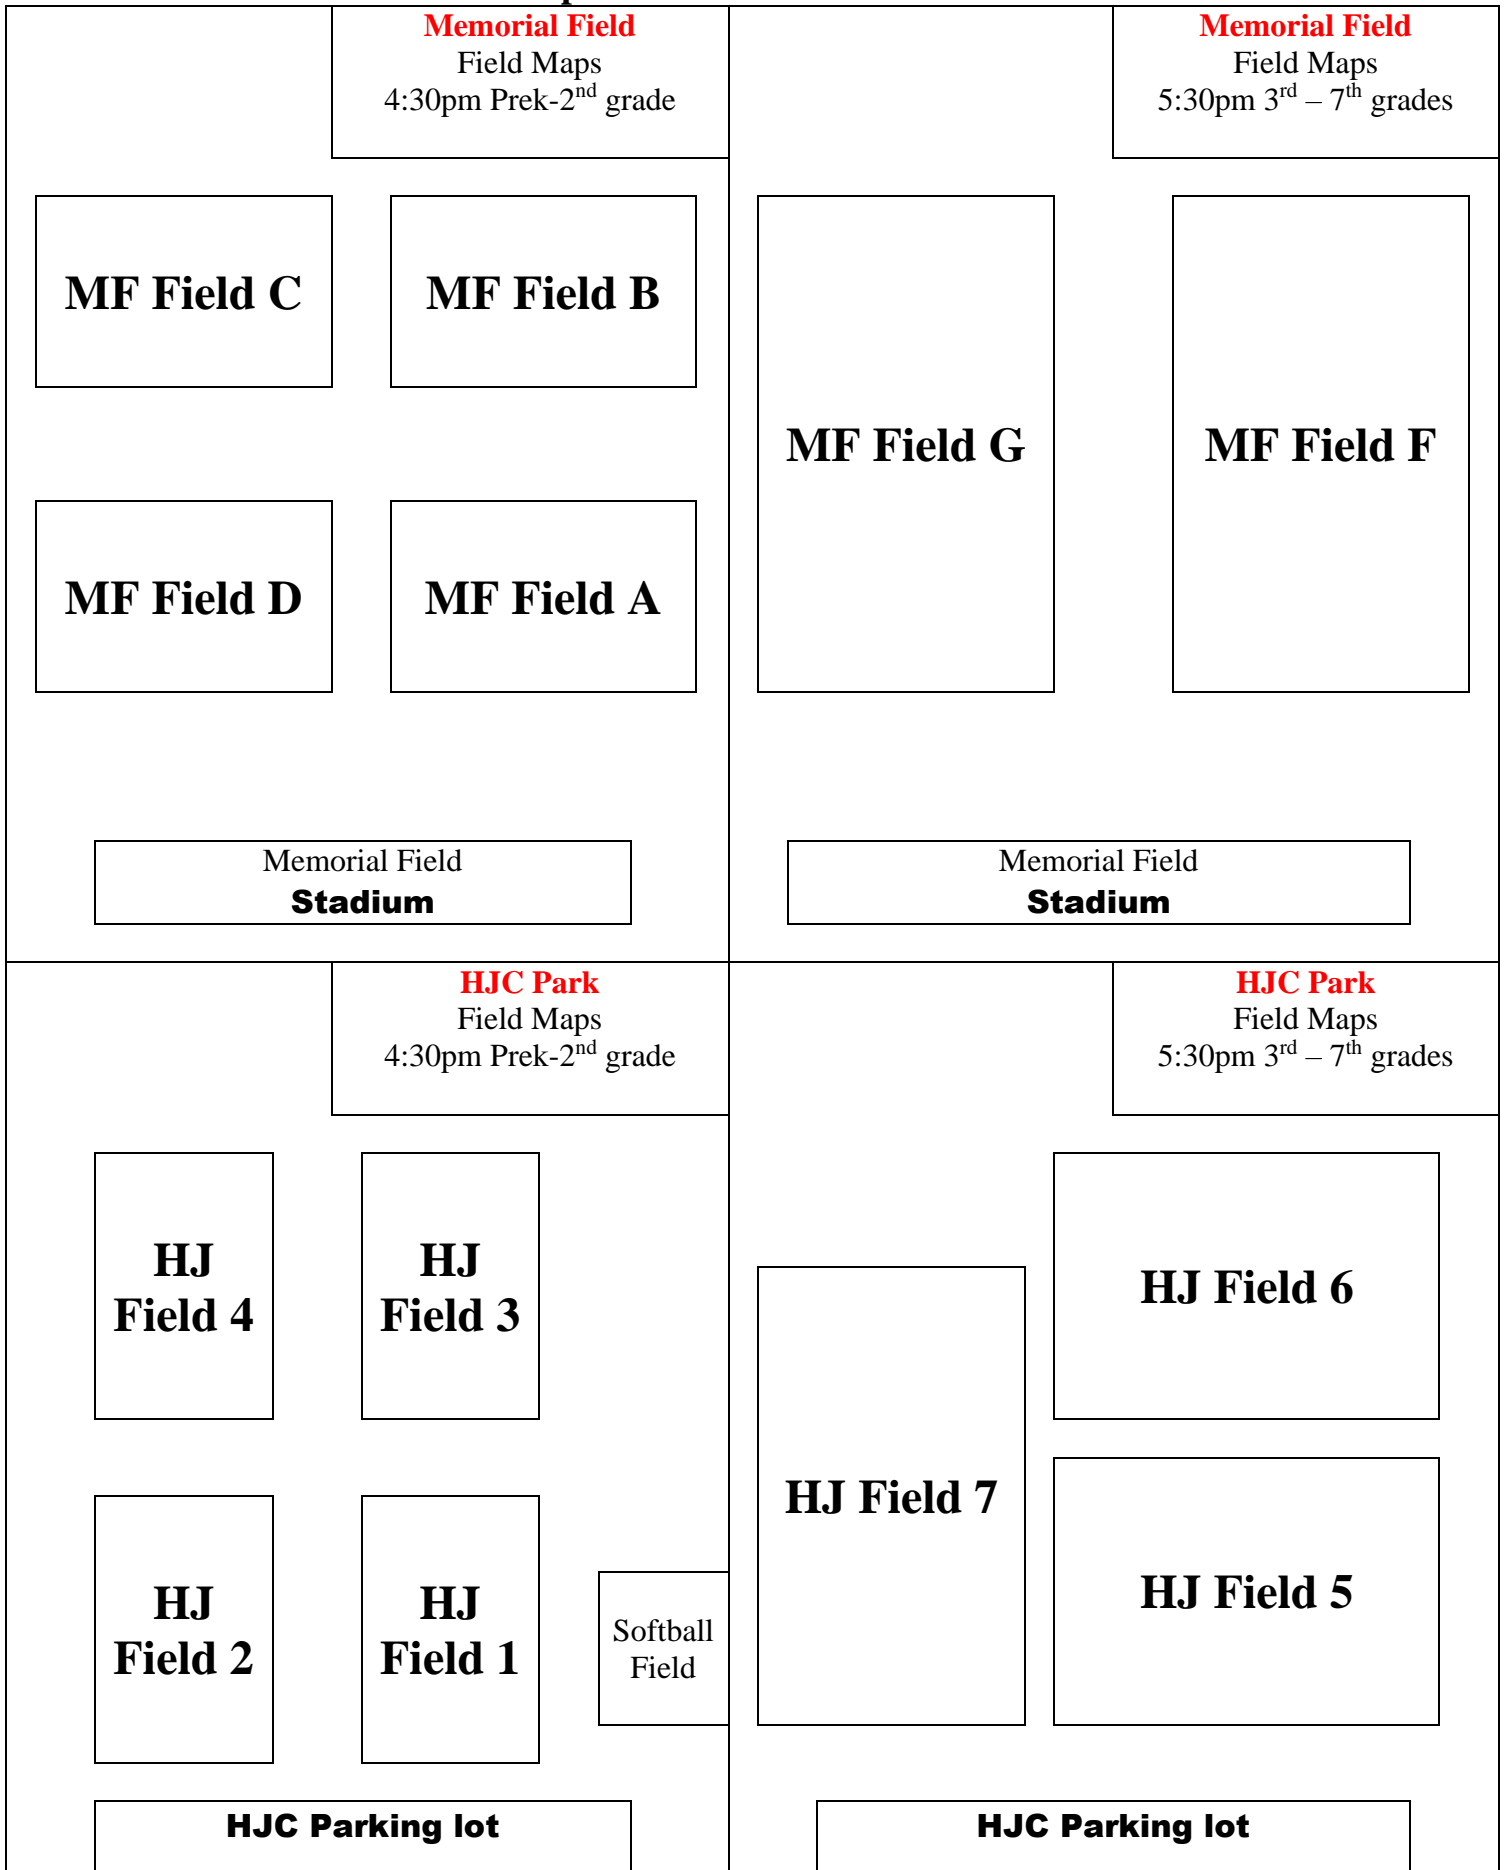 Memorial Field
Field Maps
4:30pm Prek-2nd grade
MF Field C
MF Field B
MF Field D
MF Field A
Memorial Field
Stadium
Memorial Field
Field Maps
5:30pm 3rd – 7th grades
MF Field G
MF Field F
Memorial Field
Stadium
HJC Park
Field Maps
4:30pm Prek-2nd grade
HJ
Field 4
HJ
Field 3
HJ
Field 2
HJ
Field 1
Softball
Field
HJC Parking lot
HJC Park
Field Maps
5:30pm 3rd – 7th grades
HJ Field 6
HJ Field 7
HJ Field 5
HJC Parking lot